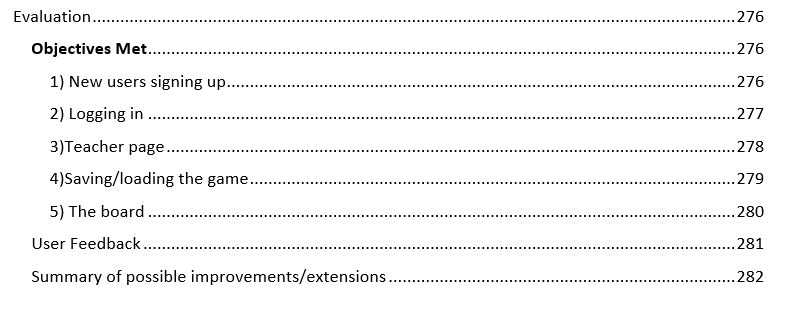 Evaluation........................................................................................................................................276
Objectives Met............................................................................................................................276
1) New users signing up..........................................................................................................276
2) Logging in ...........................................................................................................................277
3)Teacher page........................................................................................................................278
4)Saving/loading the game......................................................................................................279
5) The board ...........................................................................................................................280
User Feedback.............................................................................................................................281
Summary of possible improvements/extensions.........................................................................282